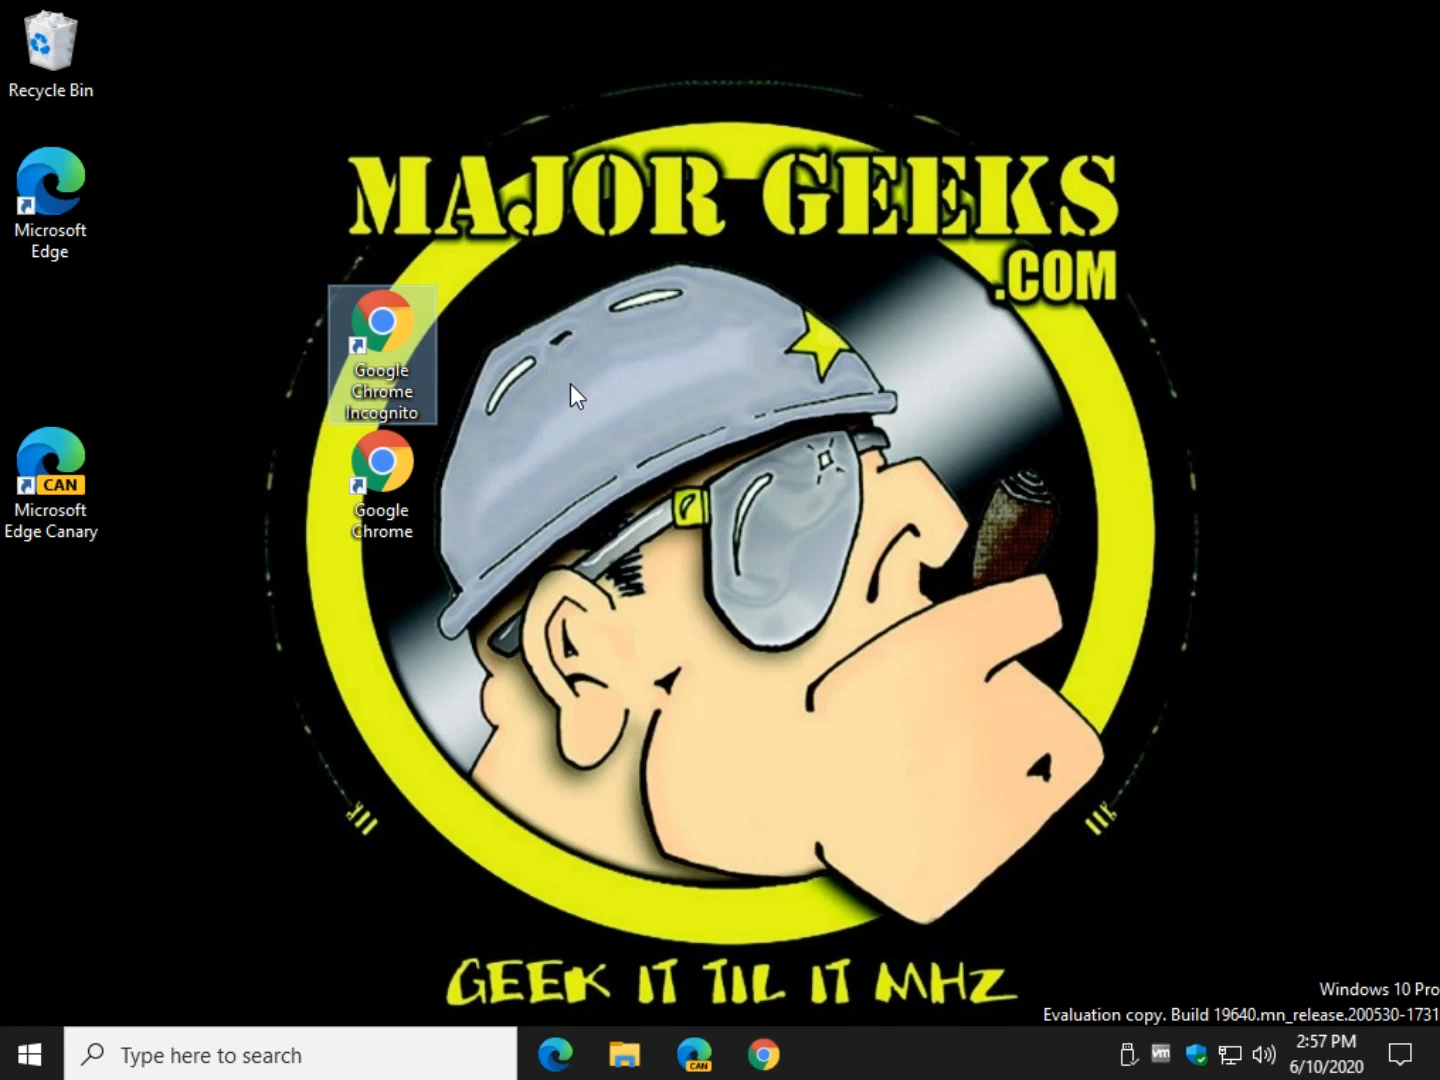 Recycle Bin
Microsoft
Edge
Google
Chrome
Incognito
Google
Chrome
CAN
Microsoft
Edge Canary
MAJOR GEEKS
.COM
GEEK IT TIL IT MHZ
Windows 10 Pro
Evaluation copy. Build 19640.mn_release.200530-1731
Type here to search
CAN
vm
2:57 PM
6/10/2020